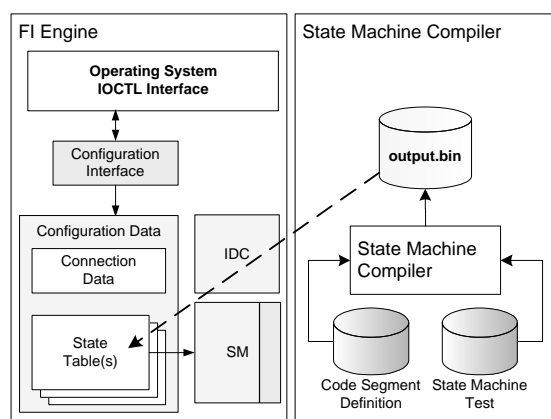 FI Engine
Operating System
IOCTL Interface
Configuration
Interface
Configuration Data
Connection
Data
State
Table(s)
IDC
SM
State Machine Compiler
output.bin
State Machine
Compiler
Code Segment
Definition
State Machine
Test